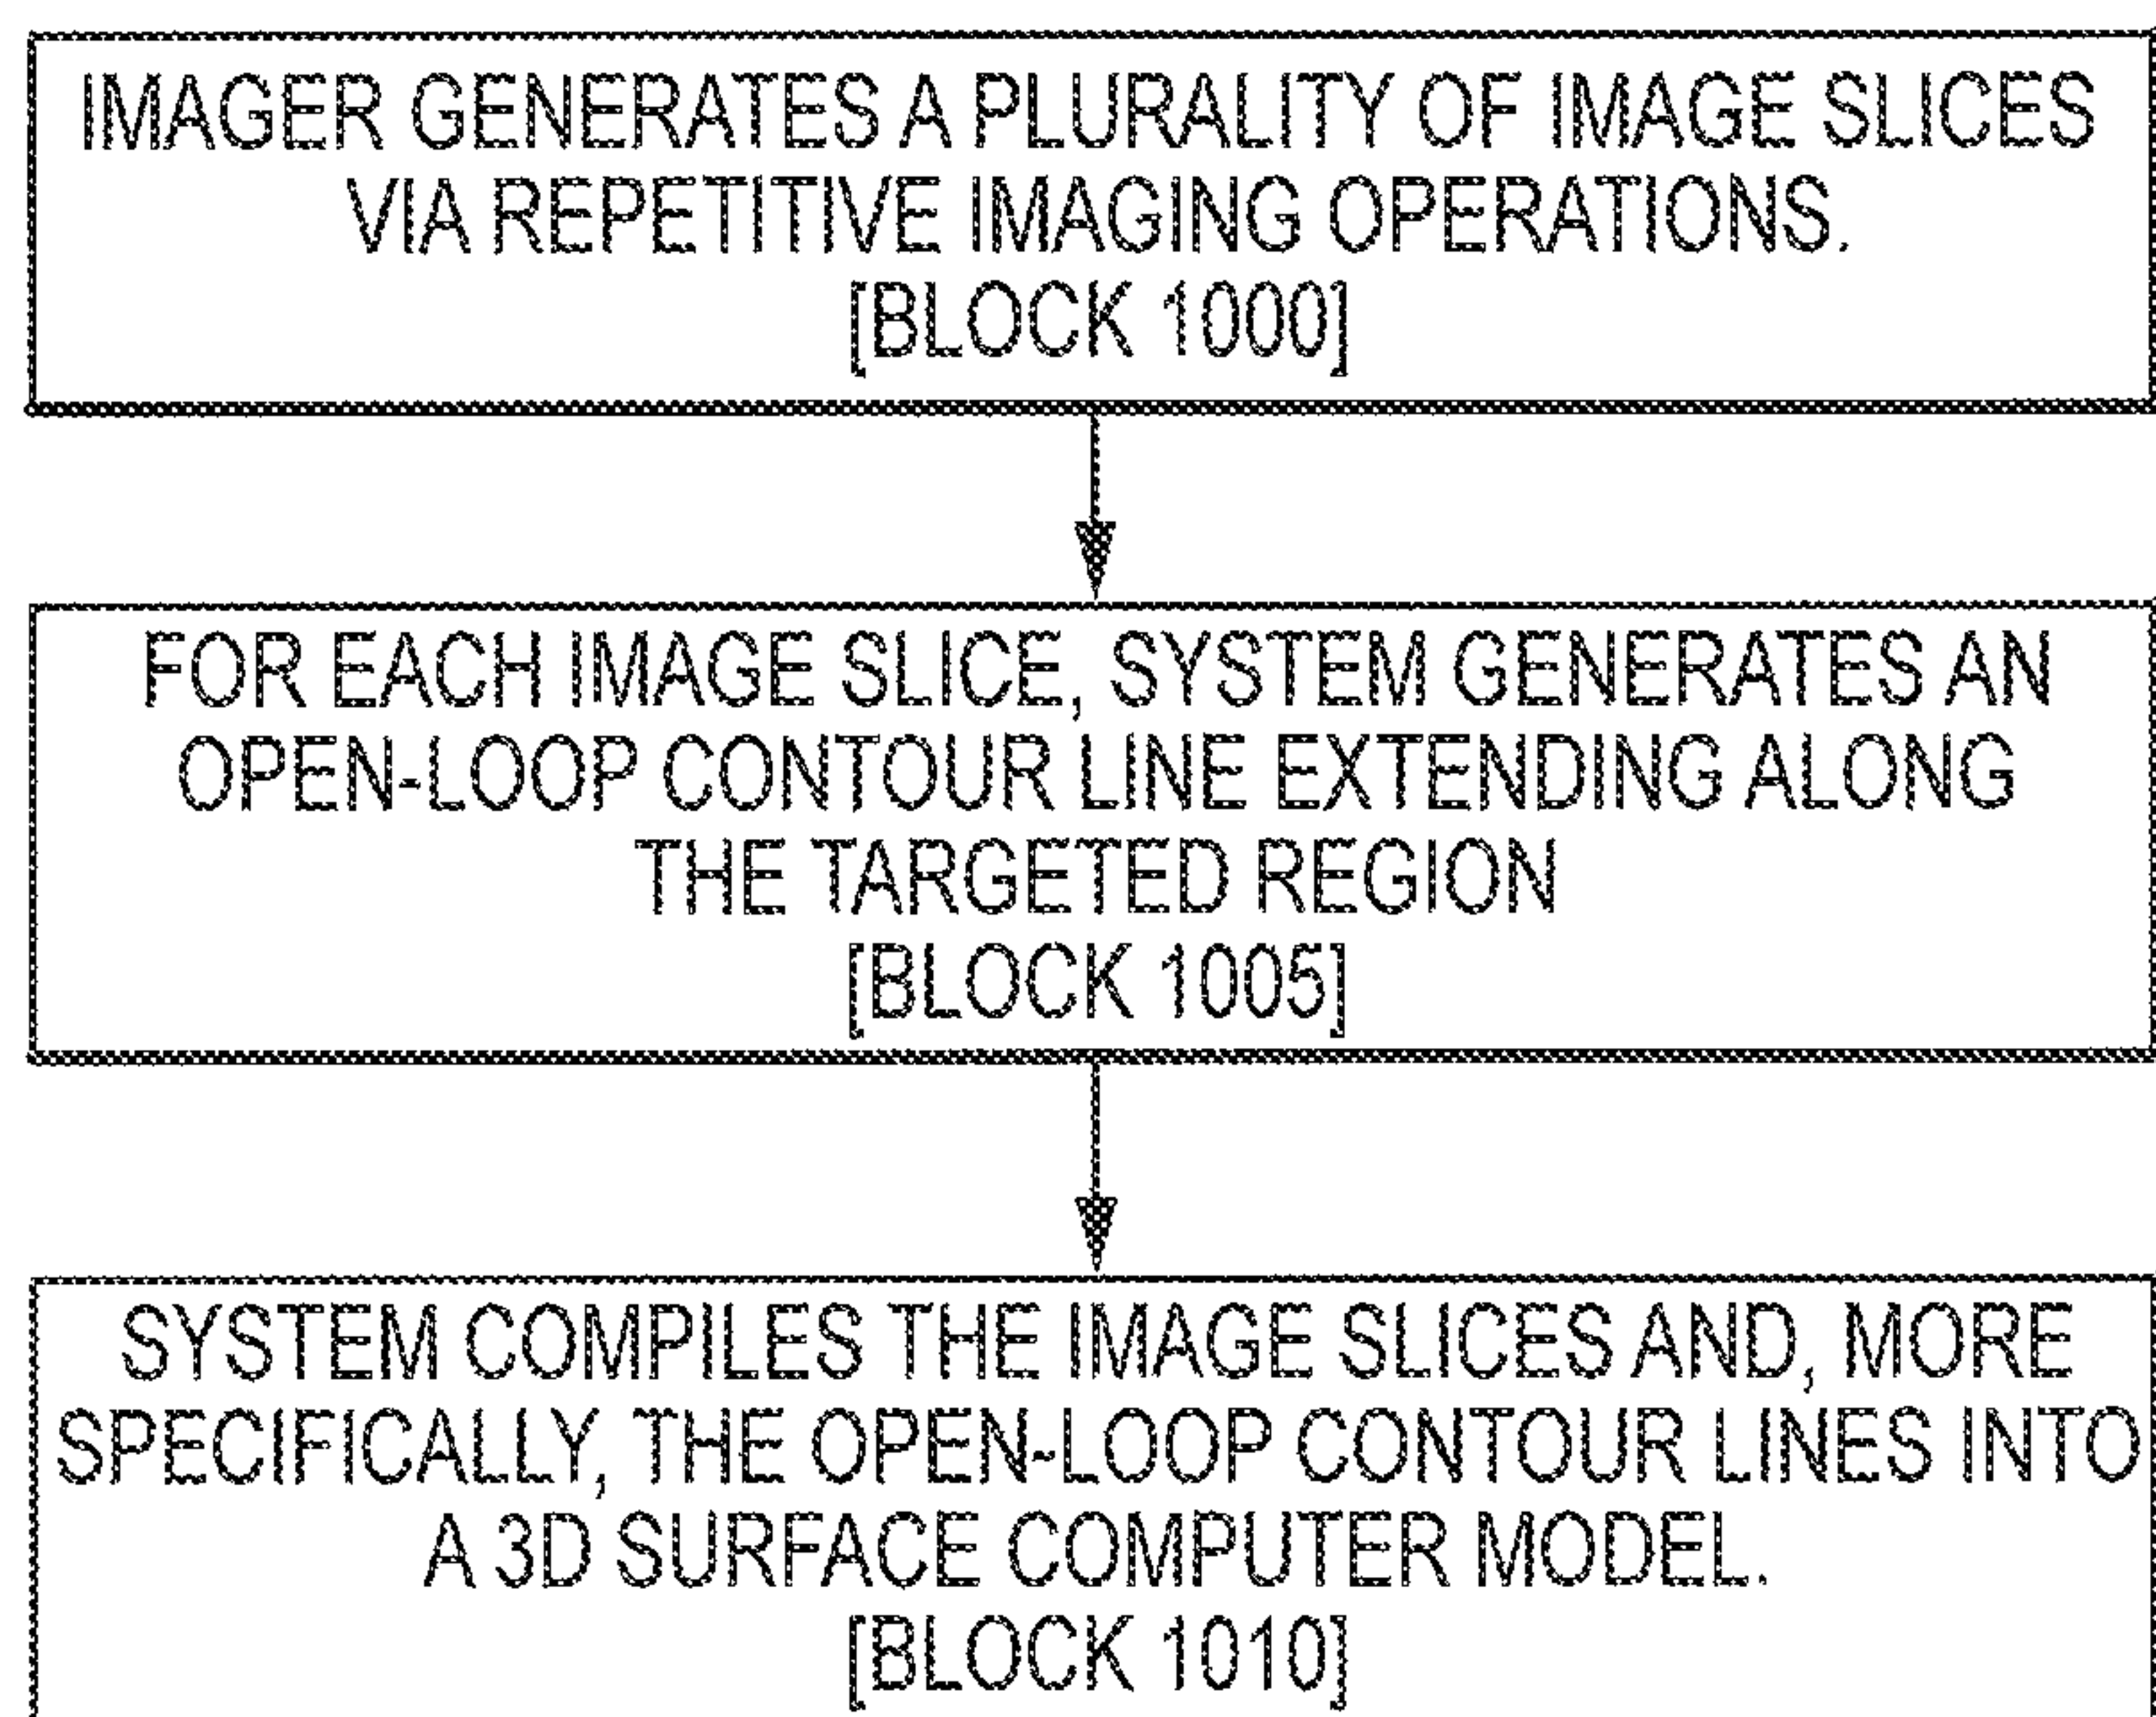 IMAGER GENERATES A PLURALITY OF IMAGE SLICES
VIA REPETITIVE IMAGING OPERATIONS.
[BLOCK 1000]
FOR EACH IMAGE SLICE, SYSTEM GENERATES AN
OPEN-LOOP CONTOUR LINE EXTENDING ALONG
THE TARGETED REGION
[BLOCK 1005]
SYSTEM COMPILES THE IMAGE SLICES AND, MORE
SPECIFICALLY, THE OPEN-LOOP CONTOUR LINES INTO
A 3D SURFACE COMPUTER MODEL.
[BLOCK 1010]